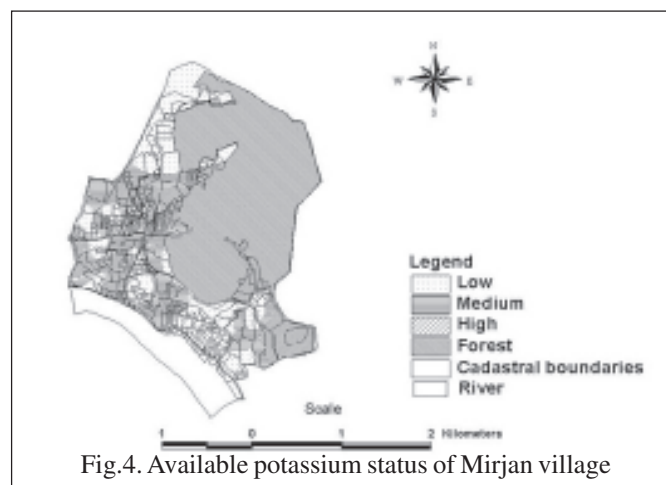 N
W E
S
Legend
Low
Medium
High
Forest
Cadastral boundaries
River
Scale
1 0 1 2 Kilometers
Fig.4. Available potassium status of Mirjan village